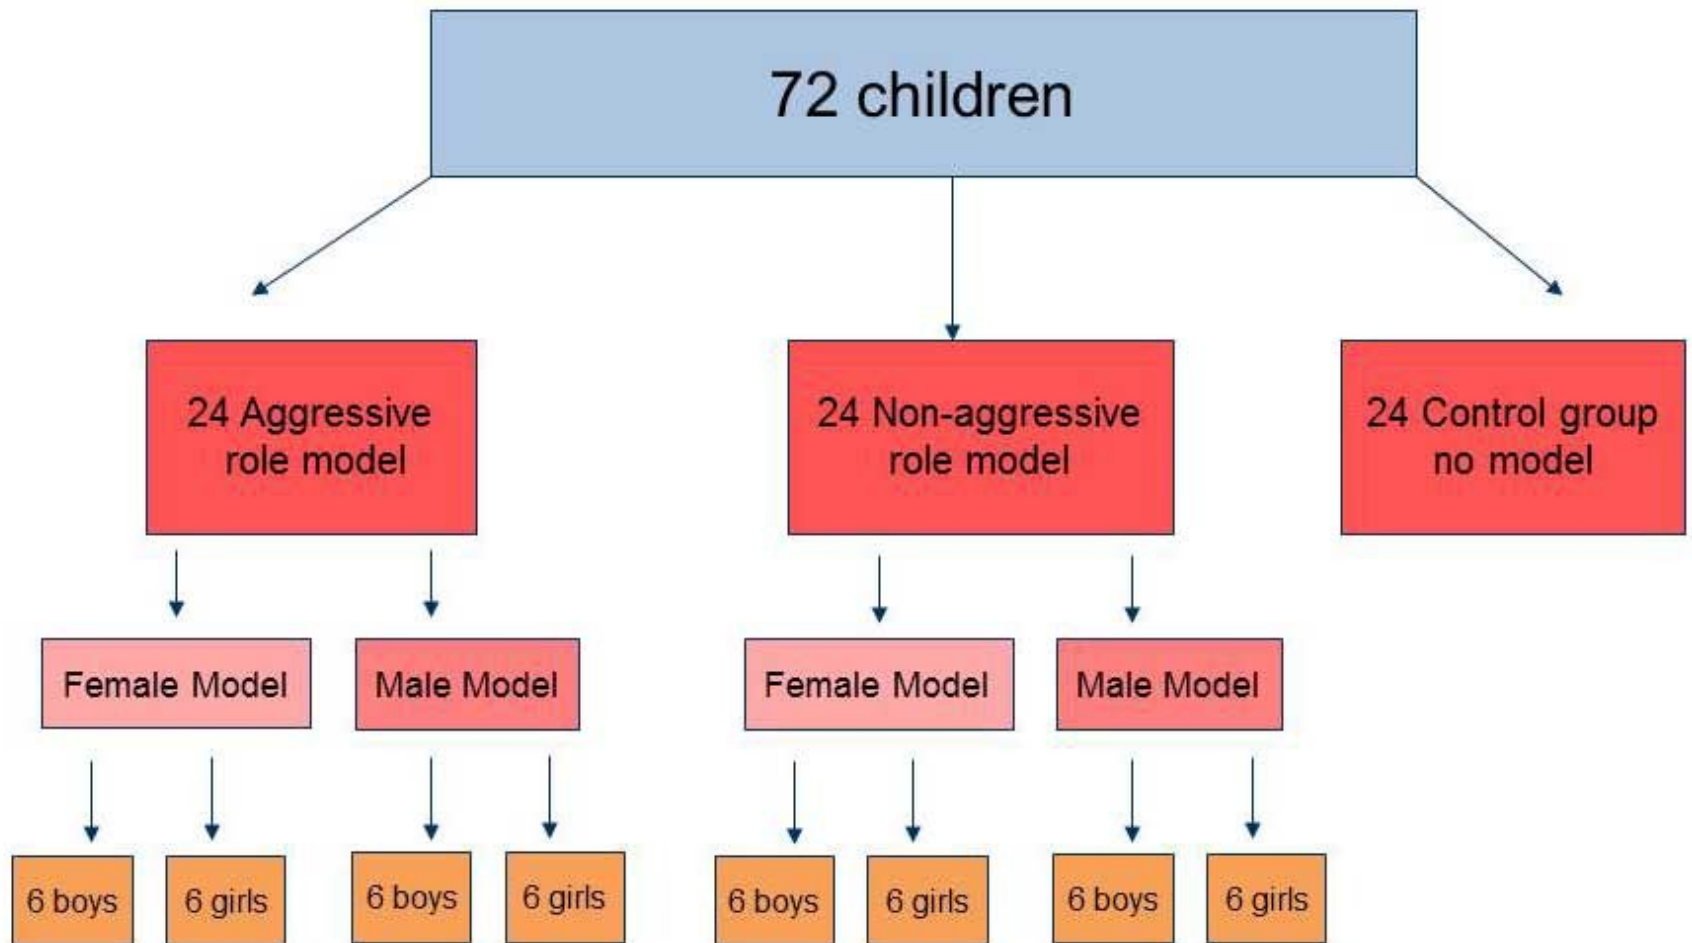 72 children
24 Aggressive
role model
24 Non-aggressive
role model
24 Control group
no model
Female Model
Male Model
Female Model
Male Model
6 boys
6 girls
6 boys
6 girls
6 boys
6 girls
6 boys
6 girls